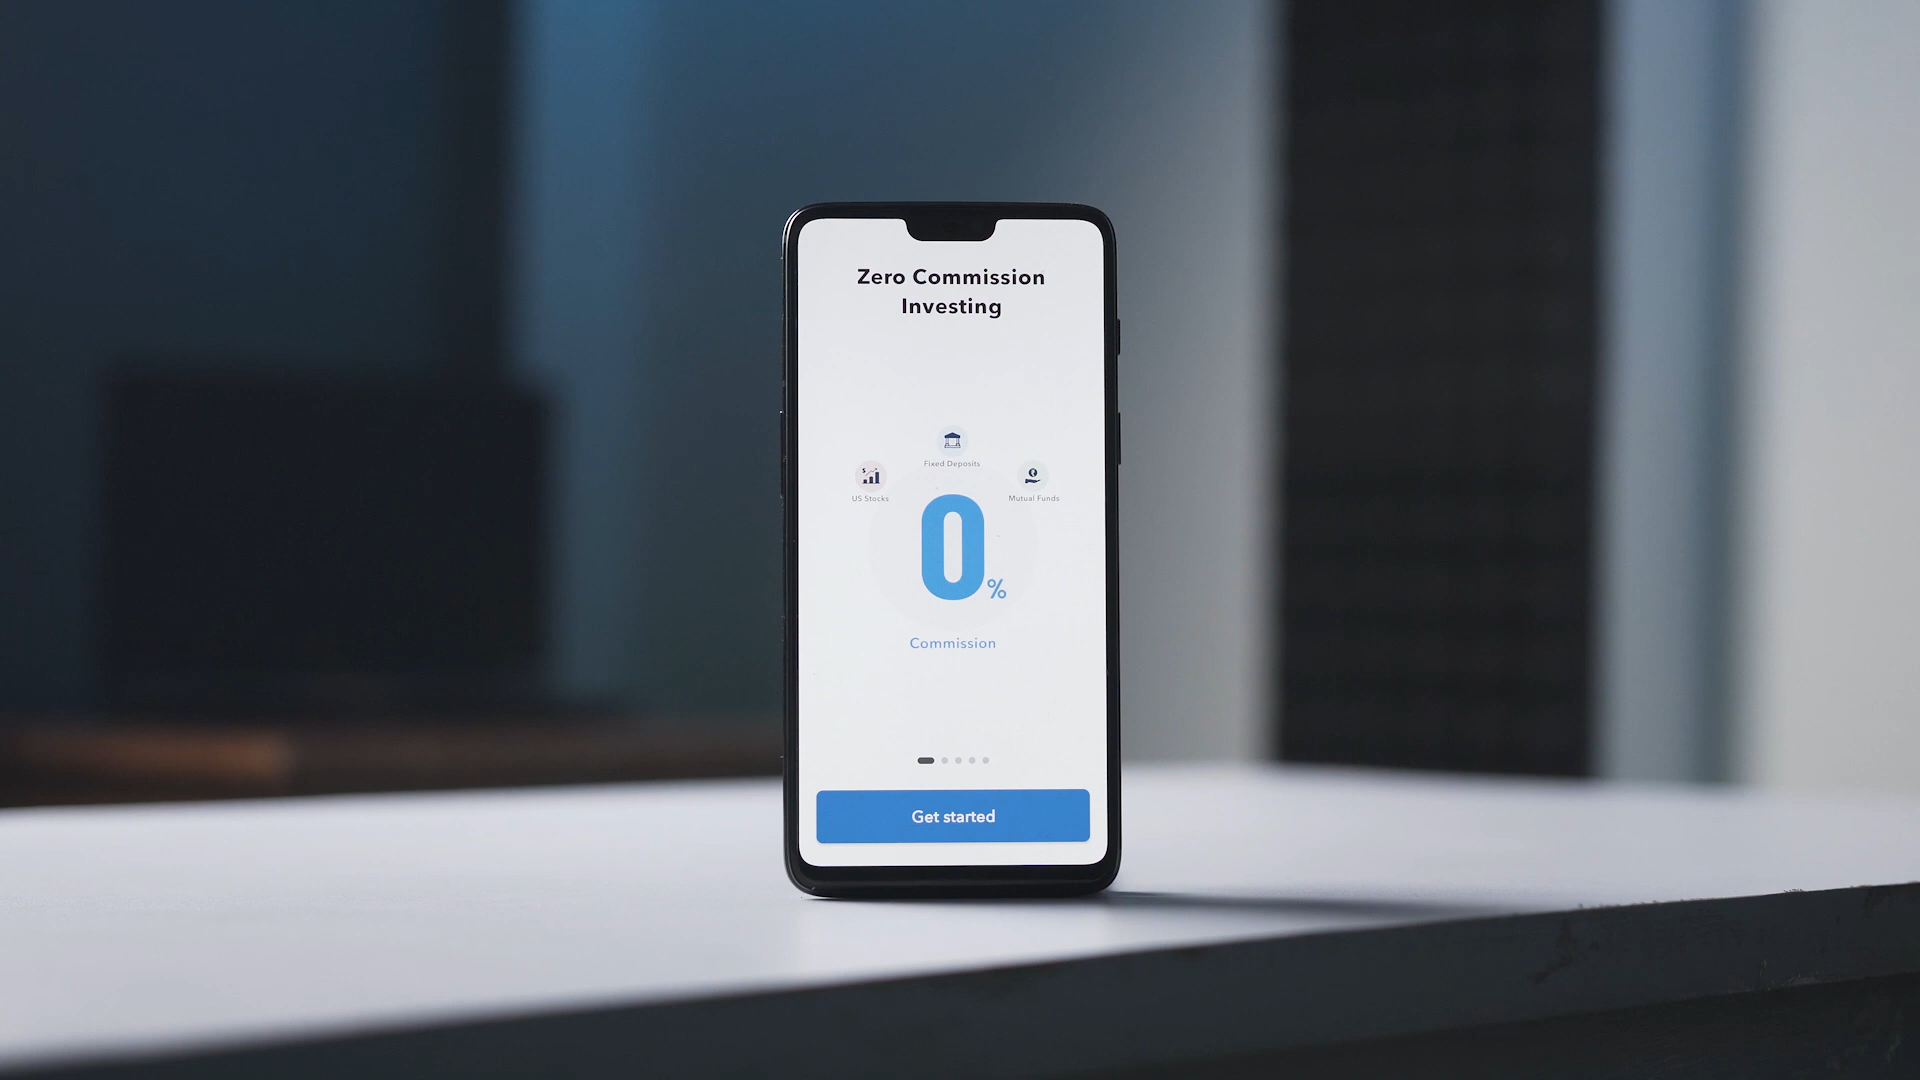 Zero Commission
Investing
Fixed Deposits
US Stocks
Mutual Funds
0%
Commission
Get started